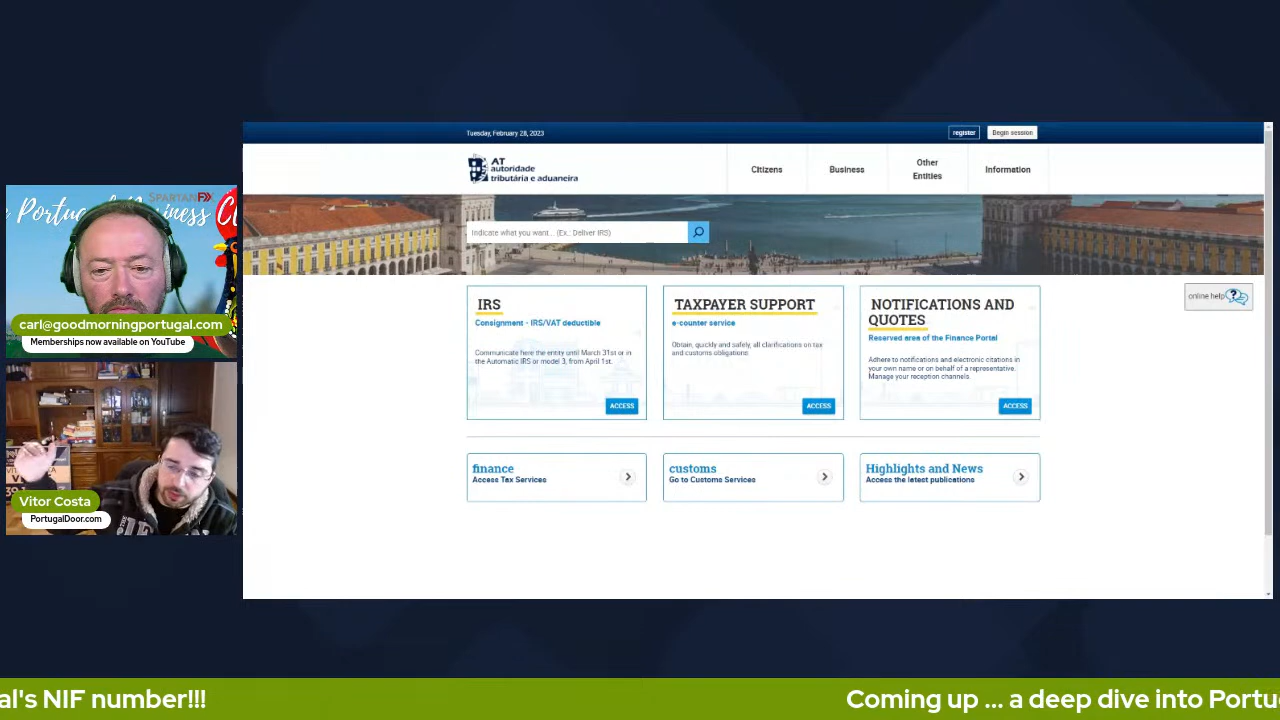 SPARTANFX
Portugal Business Cl
carl@goodmorningportugal.com
Memberships now available on YouTube
Vitor Costa
PortugalDoor.com
Tuesday, February 28, 2023
register
Begin session
AT
autoridade
tributária e aduaneira
Citizens
Business
Other
Entities
Information
Indicate what you want... (Ex.: Deliver IRS)
online help
IRS
Consignment - IRS/VAT deductible
Communicate here the entity until March 31st or in
the Automatic IRS or model 3, from April 1st.
ACCESS
TAXPAYER SUPPORT
e-counter service
Obtain, quickly and safely, all clarifications on tax
and customs obligations.
ACCESS
NOTIFICATIONS AND
QUOTES
Reserved area of the Finance Portal
Adhere to notifications and electronic citations in
your own name or on behalf of a representative.
Manage your reception channels.
ACCESS
finance
Access Tax Services
customs
Go to Customs Services
Highlights and News
Access the latest publications
al's NIF number!!! Coming up ... a deep dive into Portu